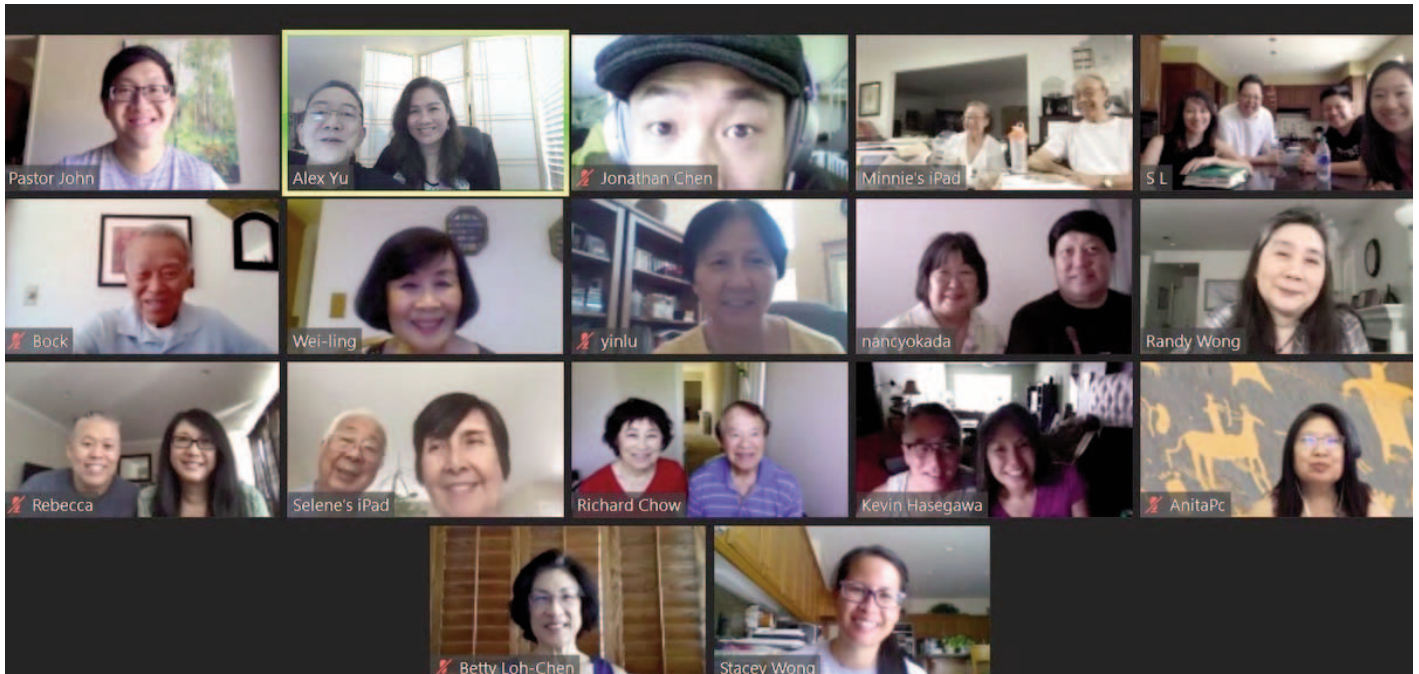 Pastor John
Alex Yu
Jonathan Chen
Minnie's iPad
S L
Bock
Wei-ling
yinlu
nancyokada
Randy Wong
Rebecca
Selene's iPad
Richard Chow
Kevin Hasegawa
AnitaPc
Betty Loh-Chen
Stacey Wong